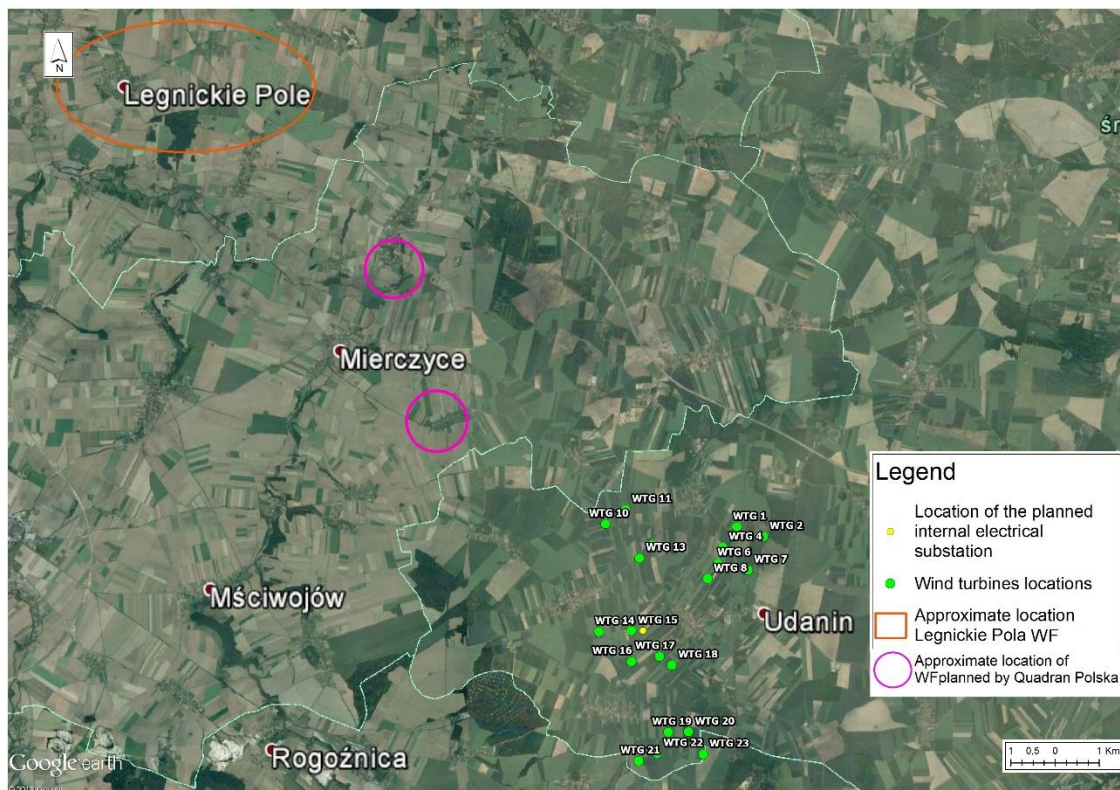 N
Legnickie Pole
śr
Mierczyce
WTG 11
WTG 10
WTG 1
WTG 2
WTG 4
WTG 13
WTG 6
WTG 7
WTG 8
Mściwojów
Udanin
WTG 14
WTG 15
WTG 16
WTG 17
WTG 18
WTG 19
WTG 20
WTG 21
WTG 22
WTG 23
Rogoźnica
Legend
Location of the planned
internal electrical
substation
Wind turbines locations
Approximate location
Legnickie Pola WF
Approximate location of
WFplanned by Quadran Polska
1 0,5 0 1 Km
Google earth